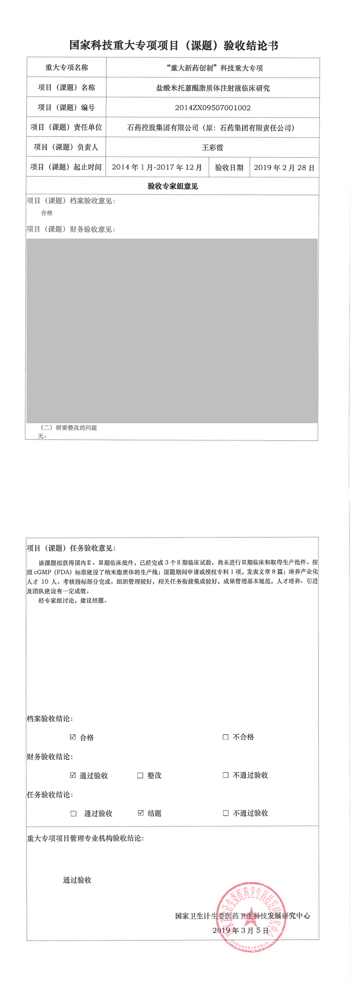 国家科技重大专项项目（课题）验收结论书
重大专项名称 “重大新药创制”科技重大专项
项目（课题）名称 盐酸米托蒽醌脂质体注射液临床研究
项目（课题）编号 2014ZX09507001002
项目（课题）责任单位 石药控股集团有限公司（原：石药集团有限责任公司）
项目（课题）负责人 王彩霞
项目（课题）起止时间 2014 年 1 月-2017 年 12 月 验收日期 2019 年 2 月 28 日
验收专家组意见
项目（课题）档案验收意见：
合格
项目（课题）财务验收意见：
（二）需要整改的问题
无。
项目（课题）任务验收意见：
该课题拟获得国内Ⅱ、Ⅲ期临床批件，已经完成 3 个Ⅱ期临床试验，尚未进行Ⅲ期临床和取得生产批件。按
照 cGMP（FDA）标准建设了纳米脂质体的生产线；课题期间申请或授权专利 1 项，发表文章 8 篇；培养产业化
人才 10 人。考核指标部分完成。组织管理较好，相关任务衔接集成较好，成果管理基本规范，人才培养、引进
及团队建设有一定成效。
经专家组讨论，建议结题。
档案验收结论：
☑ 合格 □ 不合格
财务验收结论：
☑ 通过验收 □ 整改 □ 不通过验收
任务验收结论：
□ 通过验收 ☑ 结题 □ 不通过验收
重大专项项目管理专业机构验收结论：
通过验收
国家卫生计生委医药卫生科技发展研究中心
国家卫生计生委医药卫生科技发展研究中心
2019 年 3 月 5 日